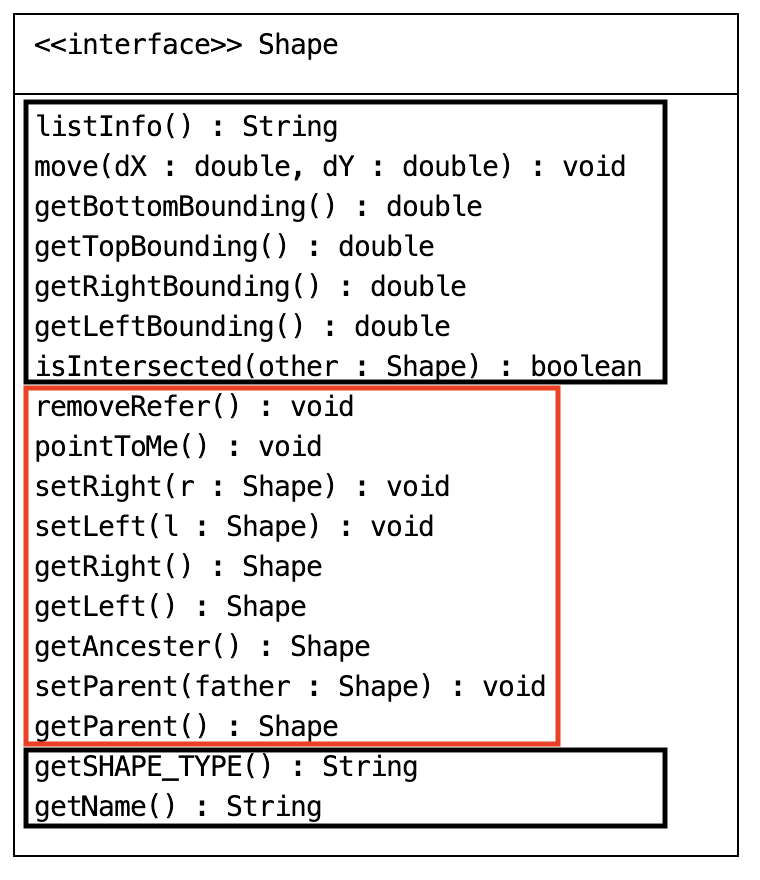 <<interface>> Shape
listInfo() : String
move(dX : double, dY : double) : void
getBottomBounding() : double
getTopBounding() : double
getRightBounding() : double
getLeftBounding() : double
isIntersected(other : Shape) : boolean
removeRefer() : void
pointToMe() : void
setRight(r : Shape) : void
setLeft(l : Shape) : void
getRight() : Shape
getLeft() : Shape
getAncester() : Shape
setParent(father : Shape) : void
getParent() : Shape
getSHAPE_TYPE() : String
getName() : String